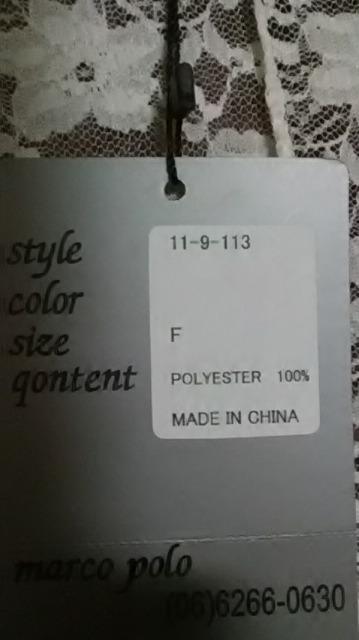 style 11-9-113
color
size F
qontent POLYESTER 100%
MADE IN CHINA
marco polo
(06)6266-0630